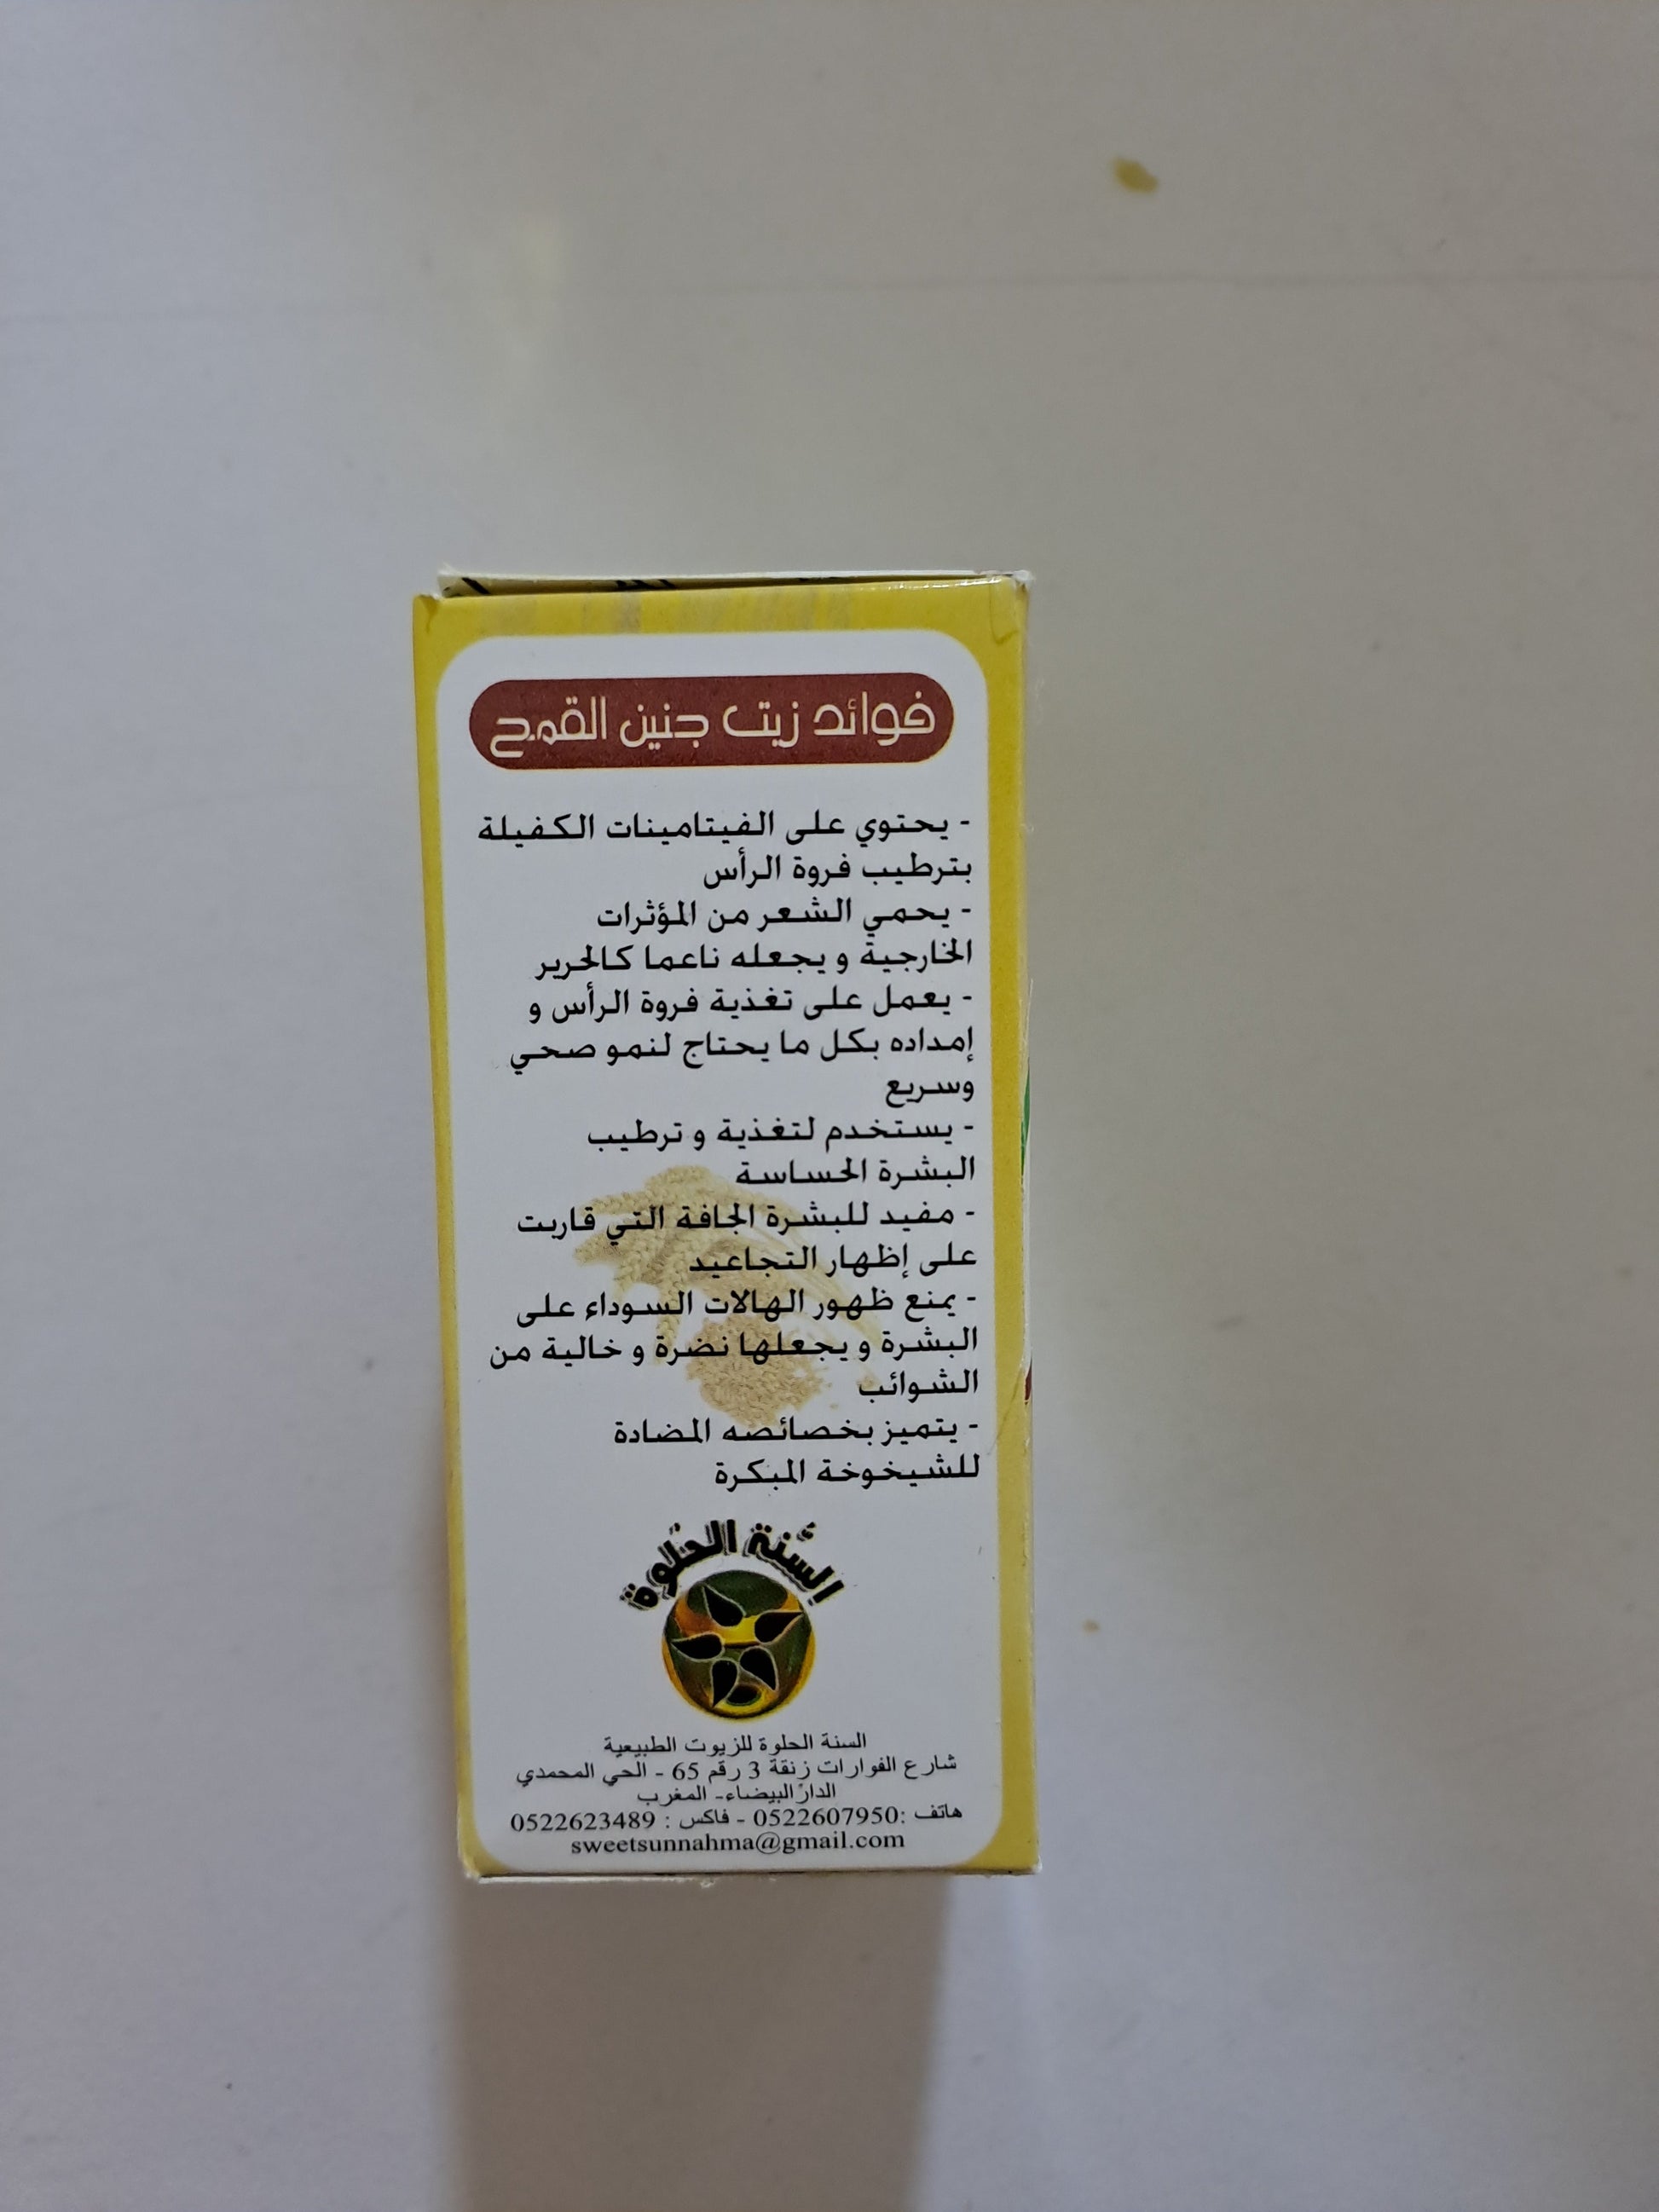 فوائد زيت جنين القمح
- يحتوي على الفيتامينات الكفيلة
بترطيب فروة الرأس
- يحمي الشعر من المؤثرات
الخارجية و يجعله ناعما كالحرير
- يعمل على تغذية فروة الرأس و
إمداده بكل ما يحتاج لنمو صحي
وسريع
- يستخدم لتغذية و ترطيب
البشرة الحساسة
- مفيد للبشرة الجافة التي قاربت
على إظهار التجاعيد
- يمنع ظهور الهالات السوداء على
البشرة و يجعلها نضرة و خالية من
الشوائب
- يتميز بخصائصه المضادة
للشيخوخة المبكرة
السنة الحلوة
السنة الحلوة للزيوت الطبيعية
شارع الفوارات زنقة 3 رقم 65 - الحي المحمدي
الدار البيضاء- المغرب
هاتف :0522607950 - فاكس : 0522623489
sweetsunnahma@gmail.com